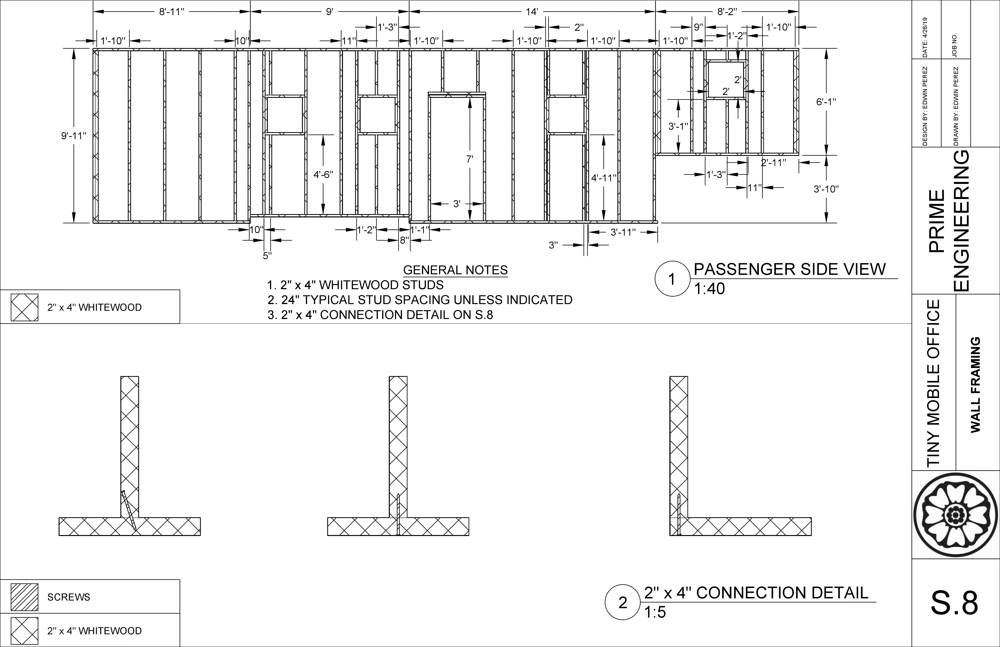 8'-11"
9'
14'
8'-2"
1'-3"
2"
9"
1'-2"
1'-10"
1'-10"
10"
11"
1'-10"
1'-10"
1'-10"
1'-10"
9'-11"
2'
2'
6'-1"
3'-1"
7'
4'-6"
4'-11"
2'-11"
1'-3"
11"
3'-10"
3'
10"
1'-2"
1'-1"
8"
3'-11"
3"
5"
GENERAL NOTES
1. 2" x 4" WHITEWOOD STUDS
2. 24" TYPICAL STUD SPACING UNLESS INDICATED
3. 2" x 4" CONNECTION DETAIL ON S.8
1
PASSENGER SIDE VIEW
1:40
2" x 4" WHITEWOOD
SCREWS
2" x 4" WHITEWOOD
2
2" x 4" CONNECTION DETAIL
1:5
DATE: 4/26/19
JOB NO.
DESIGN BY: EDWIN PEREZ
DRAWN BY: EDWIN PEREZ
PRIME
ENGINEERING
TINY MOBILE OFFICE
WALL FRAMING
S.8